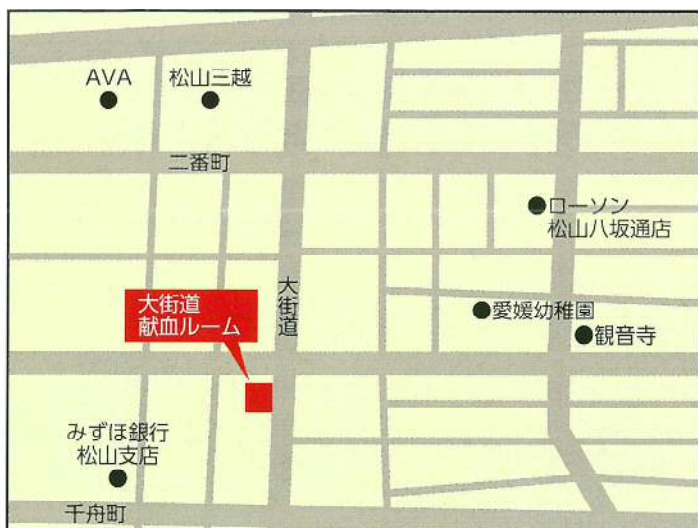 AVA
松山三越
二番町
ローソン
松山八坂通店
大街道
大街道
献血ルーム
愛媛幼稚園
観音寺
みずほ銀行
松山支店
千舟町